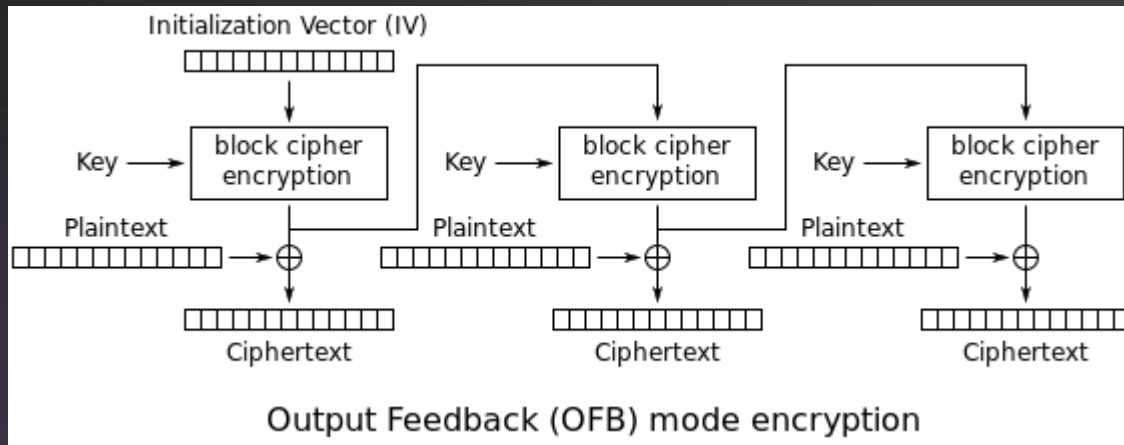 Initialization Vector (IV)
Key
block cipher
encryption
Key
block cipher
encryption
Key
block cipher
encryption
Plaintext
Plaintext
Plaintext
Ciphertext
Ciphertext
Ciphertext
Output Feedback (OFB) mode encryption